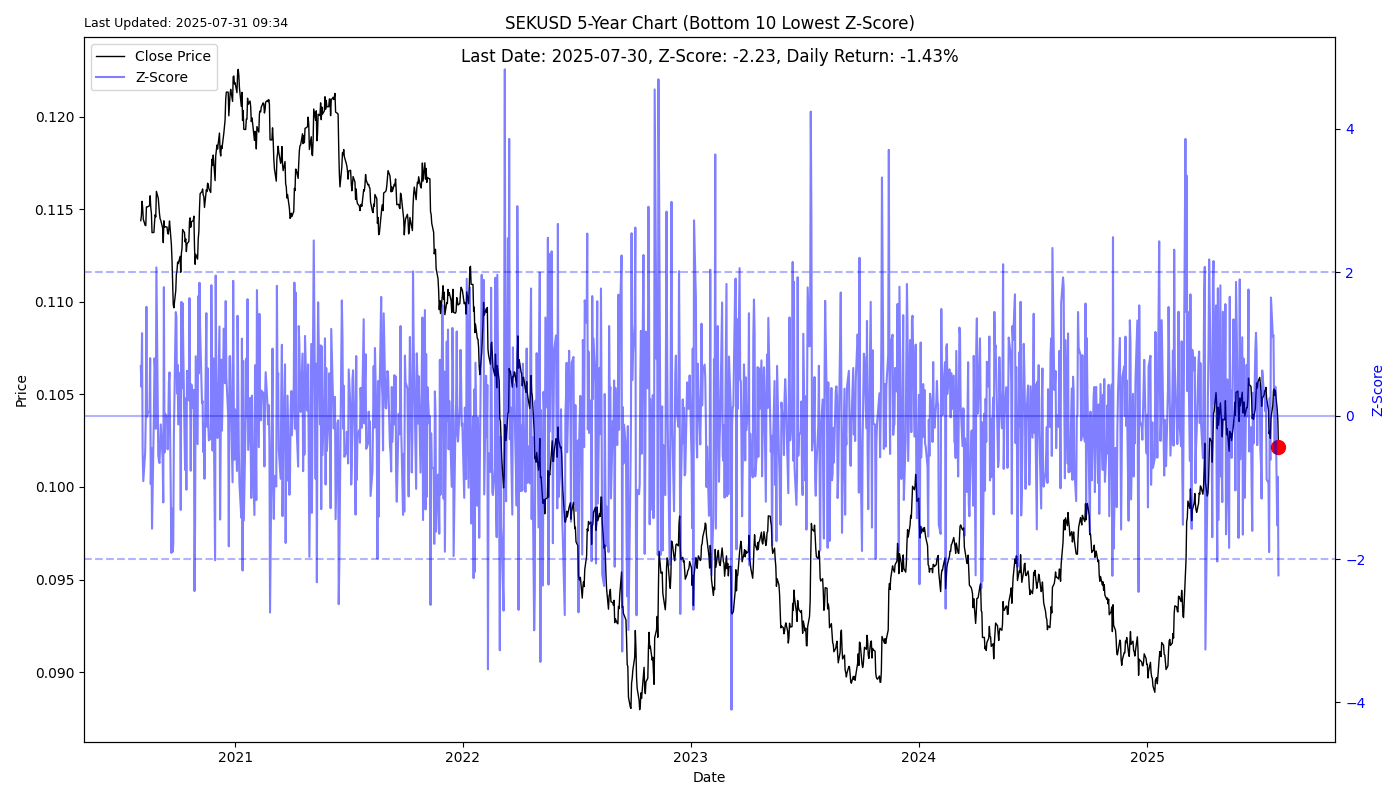 Last Updated: 2025-07-31 09:34
SEKUSD 5-Year Chart (Bottom 10 Lowest Z-Score)
Last Date: 2025-07-30, Z-Score: -2.23, Daily Return: -1.43%
Close Price
Z-Score
0.120
0.115
0.110
0.105
0.100
0.095
0.090
Price
4
2
0
−2
−4
Z-Score
2021
2022
2023
2024
2025
Date